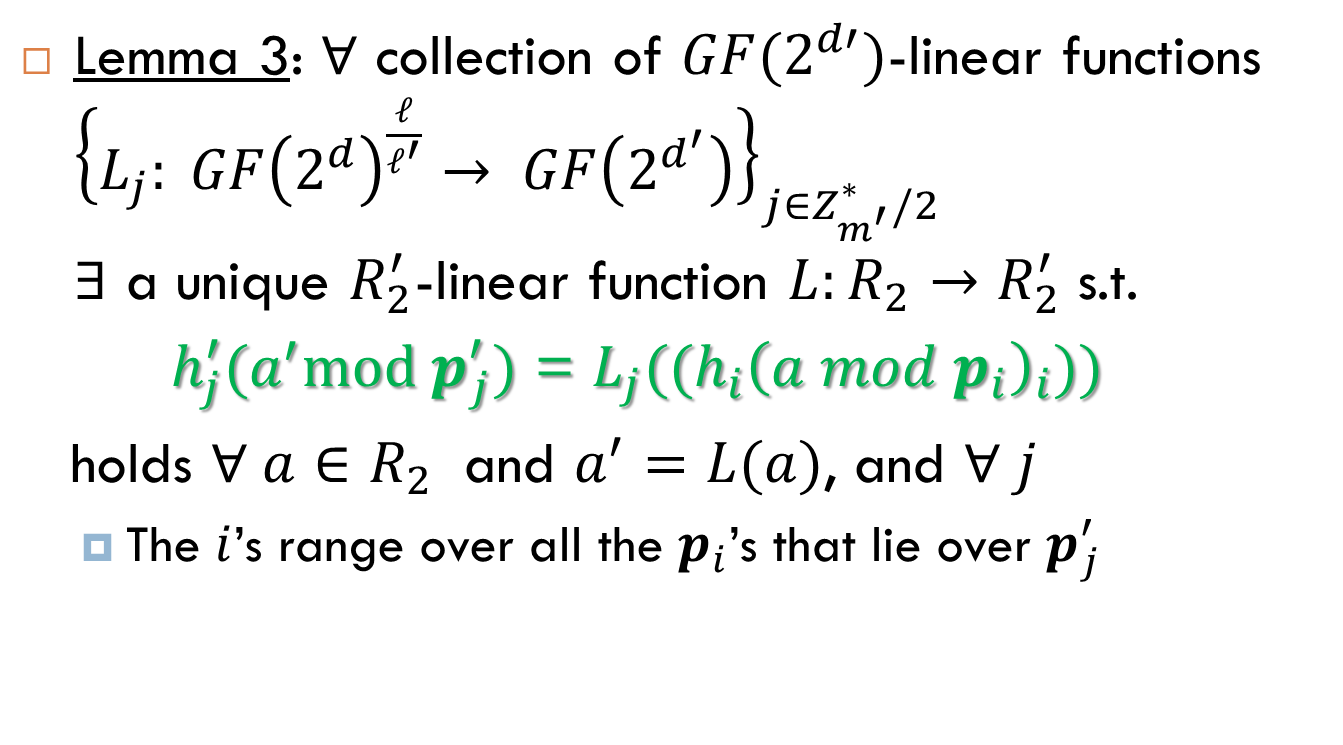 Lemma 3: ∀ collection of GF(2^{d′})-linear functions
{L_j: GF(2^d)^{ℓ/ℓ′} → GF(2^{d′})}_{j∈Z*_{m′}/2}
∃ a unique R′_2-linear function L: R_2 → R′_2 s.t.
h′_j(a′ mod p′_j) = L_j((h_i(a mod p_i)_i))
holds ∀ a ∈ R_2 and a′ = L(a), and ∀ j
The i’s range over all the p_i’s that lie over p′_j